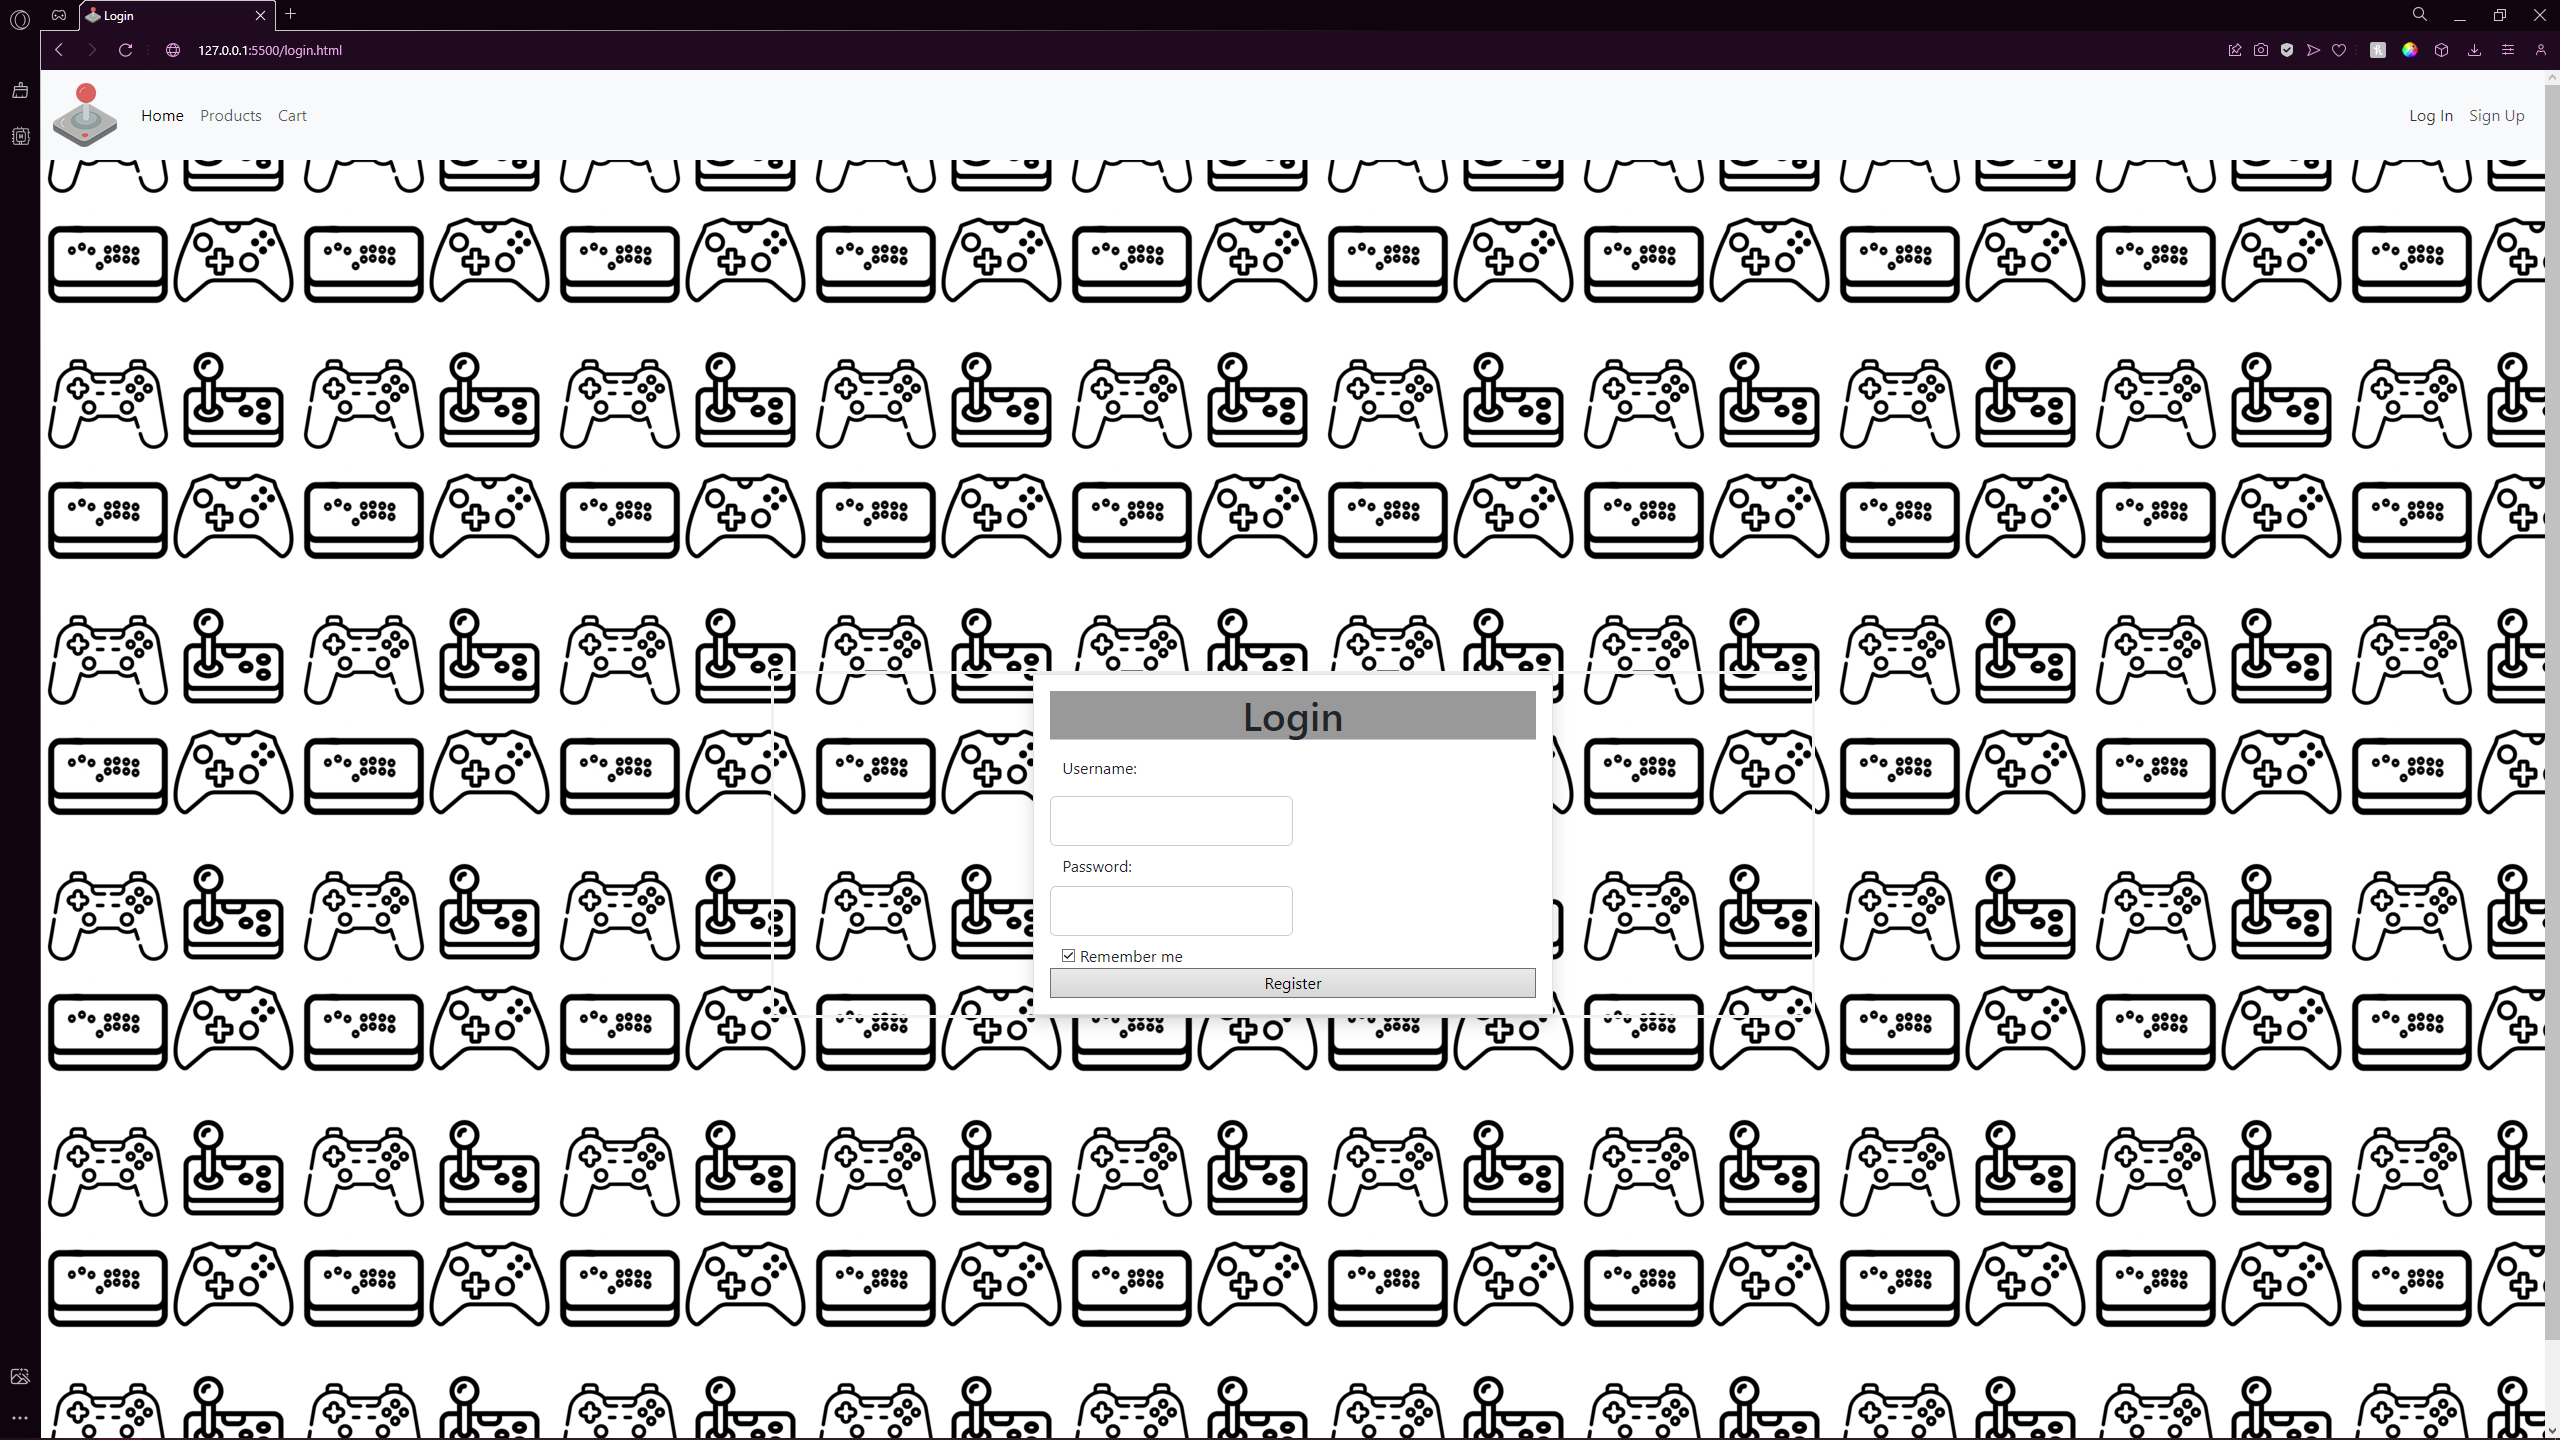 Login
127.0.0.1:5500/login.html
Home Products Cart Log In Sign Up
Login
Username:
Password:
Remember me
Register